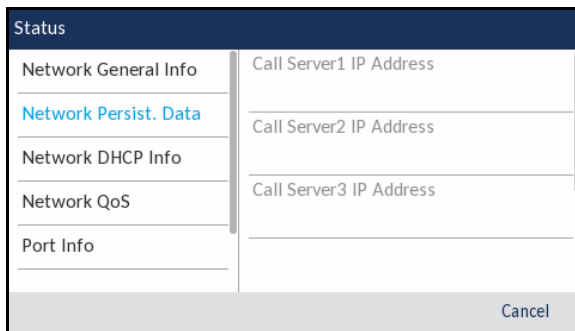 Status
Network General Info
Network Persist. Data
Network DHCP Info
Network QoS
Port Info
Call Server1 IP Address
Call Server2 IP Address
Call Server3 IP Address
Cancel